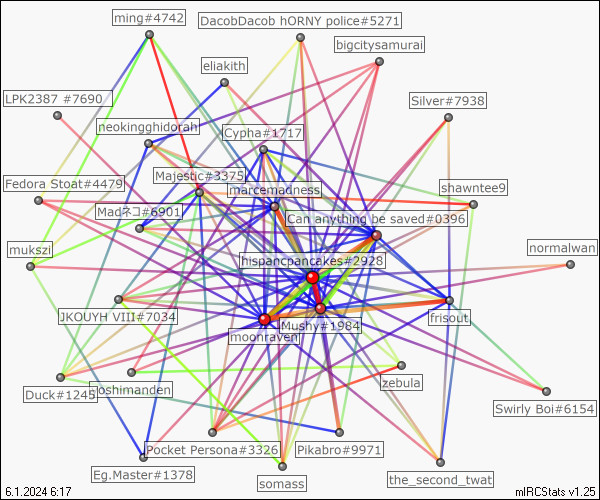 ming#4742
DacobDacob hORNY police#5271
bigcitysamurai
eliakith
LPK2387 #7690
Silver#7938
neokingghidorah
Cypha#1717
Majestic#3375
Fedora Stoat#4479
marcemadness
shawntee9
Madネコ#6901
Can anything be saved#0396
mukszi
normalwan
hispancpancakes#2928
JKOUYH VIII#7034
Mushy#1984
frisout
moonraven
zebula
Duck#1245
noshimanden
Swirly Boi#6154
Pocket Persona#3326
Pikabro#9971
Eg.Master#1378
somass
the_second_twat
6.1.2024 6:17
mIRCStats v1.25